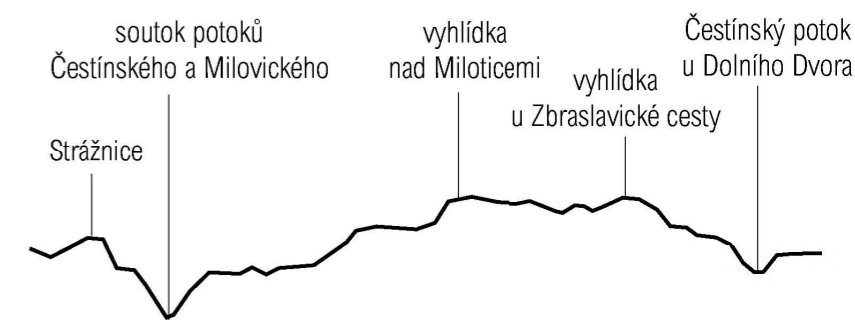 soutok potoků
Čestínského a Milovického
vyhlídka
nad Miloticemi
Čestínský potok
u Dolního Dvora
vyhlídka
u Zbraslavické cesty
Strážnice